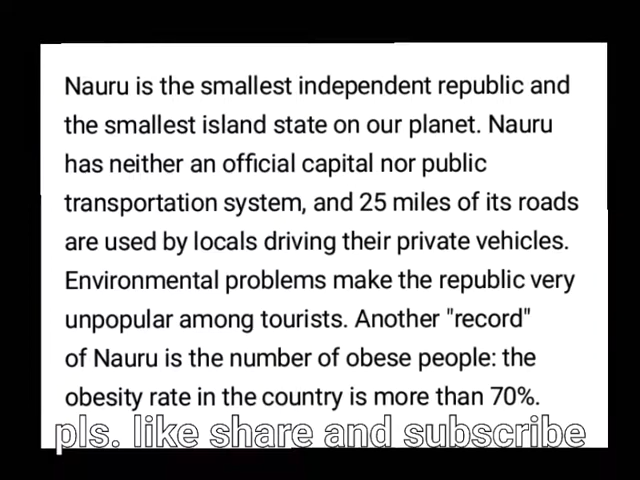 Nauru is the smallest independent republic and
the smallest island state on our planet. Nauru
has neither an official capital nor public
transportation system, and 25 miles of its roads
are used by locals driving their private vehicles.
Environmental problems make the republic very
unpopular among tourists. Another "record"
of Nauru is the number of obese people: the
obesity rate in the country is more than 70%.
pls. like share and subscribe